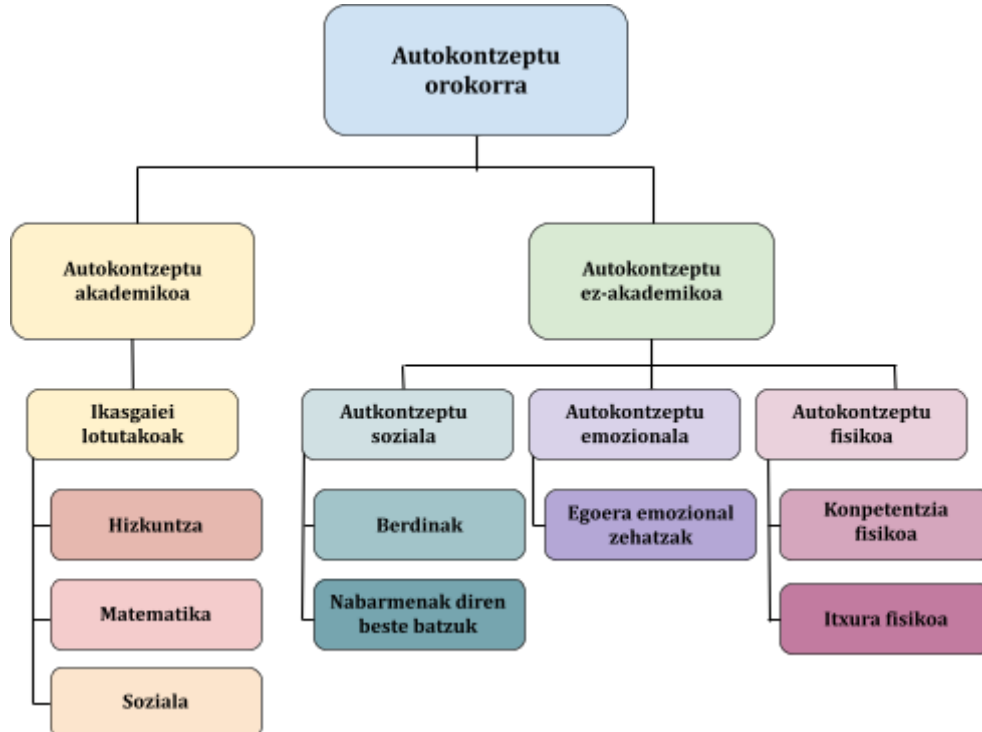 Autokontzeptu
orokorra
Autokontzeptu
akademikoa
Autokontzeptu
ez-akademikoa
Ikasgaiei
lotutakoak
Autkontzeptu
soziala
Autokontzeptu
emozionala
Autokontzeptu
fisikoa
Hizkuntza
Berdinak
Egoera emozional
zehatzak
Konpetentzia
fisikoa
Matematika
Nabarmenak diren
beste batzuk
Itxura fisikoa
Soziala